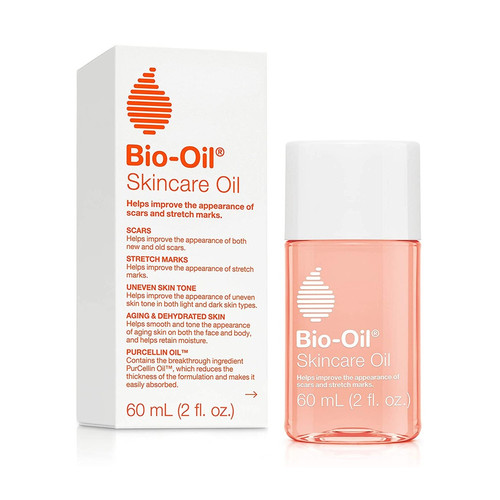 Bio-Oil®
Skincare Oil
Helps improve the appearance of
scars and stretch marks.
SCARS
Helps improve the appearance of both
new and old scars.
STRETCH MARKS
Helps improve the appearance of stretch
marks.
UNEVEN SKIN TONE
Helps improve the appearance of uneven
skin tone in both light and dark skin types.
AGING & DEHYDRATED SKIN
Helps smooth and tone the appearance
of aging skin on both the face and body,
and helps retain moisture.
PURCELLIN OIL™
Contains the breakthrough ingredient
PurCellin Oil™, which reduces the
thickness of the formulation and makes it
easily absorbed.
60 mL (2 fl. oz.)
Bio-Oil®
Skincare Oil
Helps improve the appearance of
scars and stretch marks.
60 mL (2 fl. oz.)